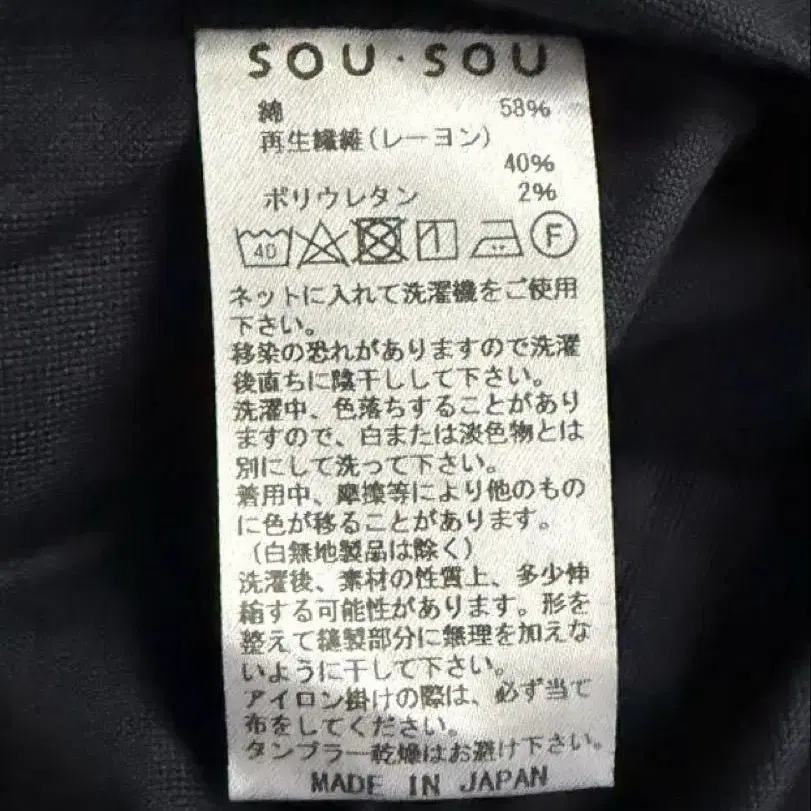 SOU・SOU
綿 58%
再生繊維(レーヨン)
40%
ポリウレタン 2%
40 F
ネットに入れて洗濯機をご使用
下さい。
移染の恐れがありますので洗濯
後直ちに陰干しして下さい。
洗濯中、色落ちすることがあり
ますので、白または淡色物とは
別にして洗って下さい。
着用中、摩擦等により他のもの
に色が移ることがあります。
(白無地製品は除く)
洗濯後、素材の性質上、多少伸
縮する可能性があります。形を
整えて縫製部分に無理を加えな
いように干して下さい。
アイロン掛けの際は、必ず当て
布をしてください。
タンブラー乾燥はお避け下さい。
MADE IN JAPAN